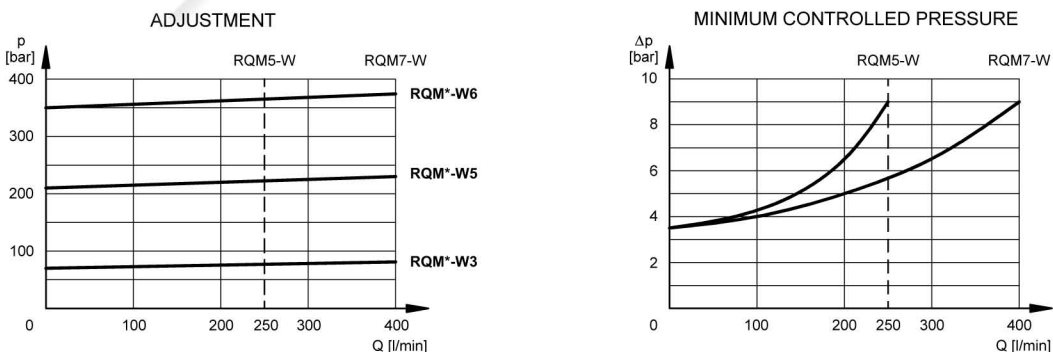 ADJUSTMENT
p
[bar]
RQM5-W
RQM7-W
400
RQM*-W6
300
RQM*-W5
200
100
RQM*-W3
0
100
200
250
300
400
Q [l/min]
MINIMUM CONTROLLED PRESSURE
Δp
[bar]
RQM5-W
RQM7-W
10
8
6
4
2
0
100
200
250
300
400
Q [l/min]